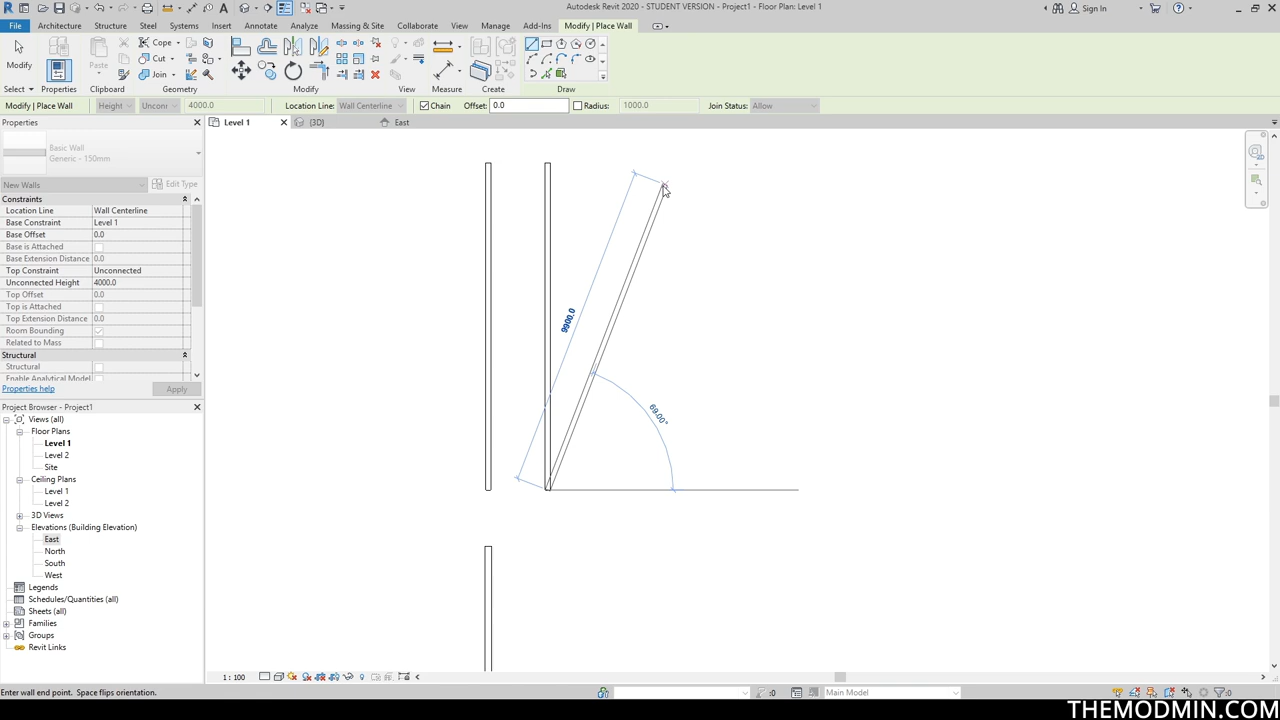 Autodesk Revit 2020 - STUDENT VERSION - Project1 - Floor Plan: Level 1
Sign In
File Architecture Structure Steel Systems Insert Annotate Analyze Massing & Site Collaborate View Manage Add-Ins Modify | Place Wall
Modify
Paste
Cope
Cut
Join
Select Properties Clipboard Geometry Modify View Measure Create Draw
Modify | Place Wall Height Unconr 4000.0 Location Line: Wall Centerline Chain Offset: 0.0 Radius: 1000.0 Join Status: Allow
Properties
Level 1 {3D} East
Basic Wall
Generic - 150mm
New Walls Edit Type
Constraints
Location Line Wall Centerline
Base Constraint Level 1
Base Offset 0.0
Base is Attached
Base Extension Distance 0.0
Top Constraint Unconnected
Unconnected Height 4000.0
Top Offset 0.0
Top is Attached
Top Extension Distance 0.0
Room Bounding
Related to Mass
Structural
Structural
Enable Analytical Model
Properties help Apply
Project Browser - Project1
Views (all)
Floor Plans
Level 1
Level 2
Site
Ceiling Plans
Level 1
Level 2
3D Views
Elevations (Building Elevation)
East
North
South
West
Legends
Schedules/Quantities (all)
Sheets (all)
Families
Groups
Revit Links
9900.0
69.00°
1 : 100
Enter wall end point. Space flips orientation.
:0 Main Model :0
THEMODMIN.COM